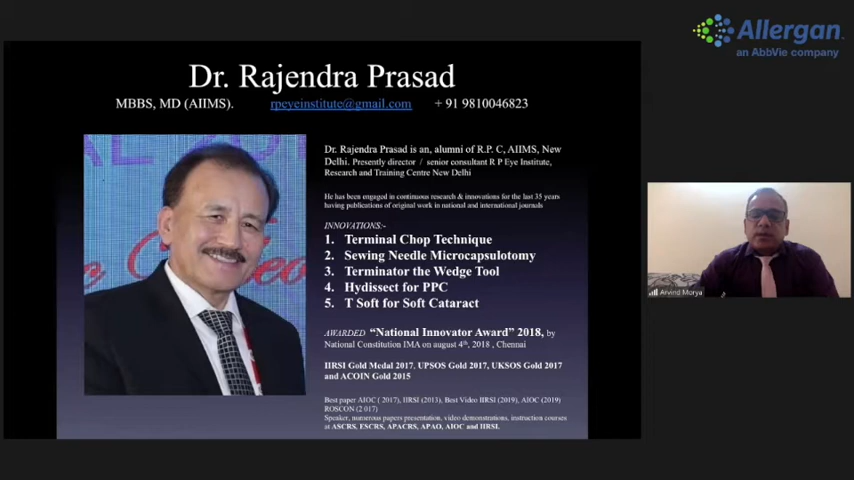 Allergan
an AbbVie company
Dr. Rajendra Prasad
MBBS, MD (AIIMS). rpeyeinstitute@gmail.com + 91 9810046823
Dr. Rajendra Prasad is an, alumni of R.P. C, AIIMS, New
Delhi. Presently director / senior consultant R P Eye Institute,
Research and Training Centre New Delhi
He has been engaged in continuous research & innovations for the last 35 years
having publications of original work in national and international journals
INNOVATIONS:-
1. Terminal Chop Technique
2. Sewing Needle Microcapsulotomy
3. Terminator the Wedge Tool
4. Hydissect for PPC
5. T Soft for Soft Cataract
AWARDED "National Innovator Award" 2018, by
National Constitution IMA on august 4th, 2018 , Chennai
IIRSI Gold Medal 2017, UPSOS Gold 2017, UKSOS Gold 2017
and ACOIN Gold 2015
Best paper AIOC ( 2017), IIRSI (2013), Best Video IIRSI (2019), AIOC (2019)
ROSCON (2 017)
Speaker, numerous papers presentation, video demonstrations, instruction courses
at ASCRS, ESCRS, APACRS, APAO, AIOC and IIRSI.
Arvind Morya